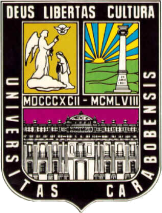 DEUS LIBERTAS CULTURA
MDCCCXCII - MCMLVIII
UNIVERSITAS CARABOBENSIS